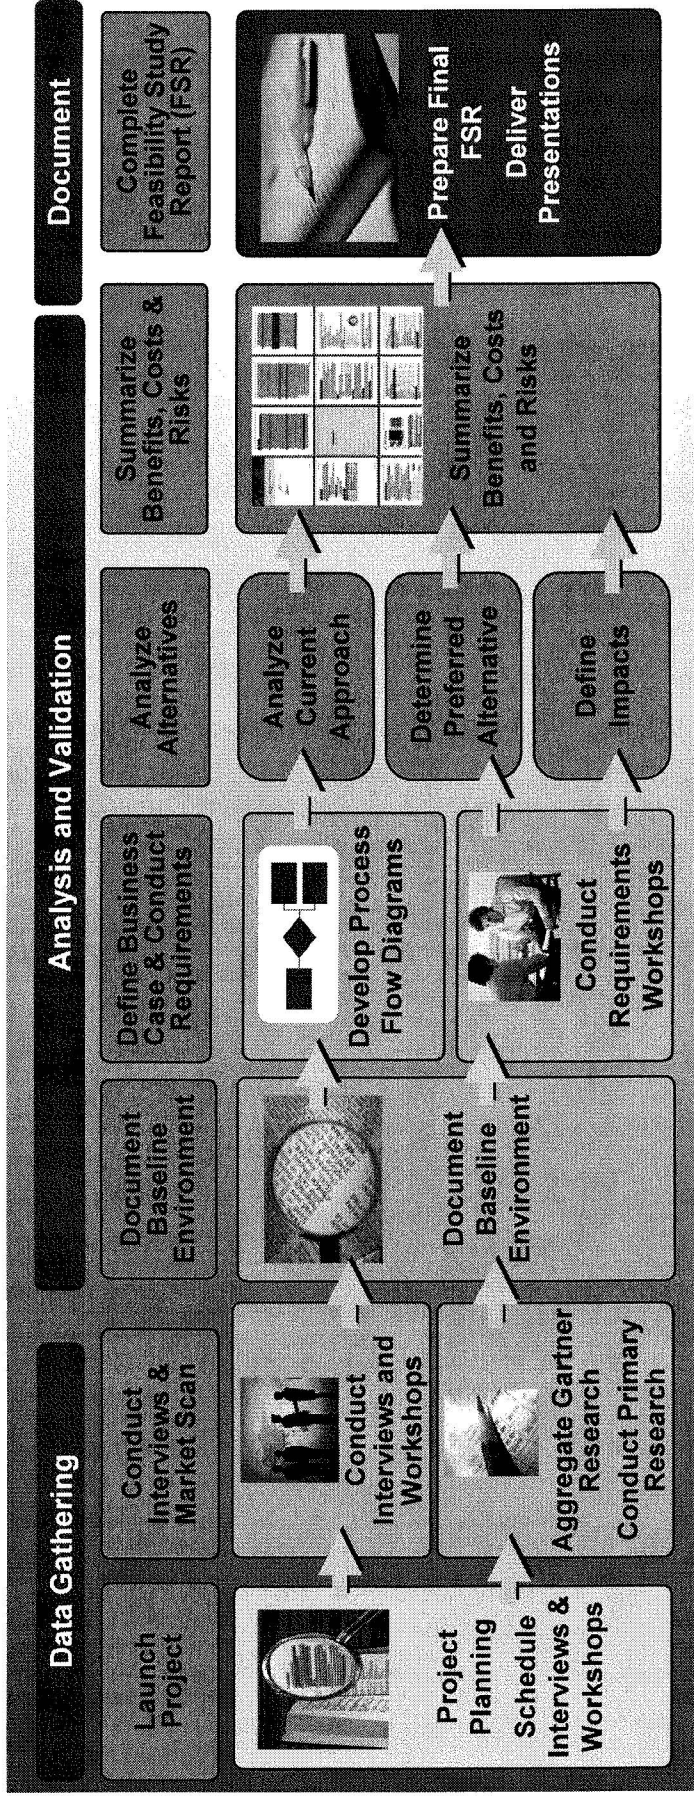 Data Gathering
Analysis and Validation
Document
Launch
Project
Conduct
Interviews &
Market Scan
Document
Baseline
Environment
Define Business
Case & Conduct
Requirements
Analyze
Alternatives
Summarize
Benefits, Costs &
Risks
Complete
Feasibility Study
Report (FSR)
Project
Planning
Schedule
Interviews &
Workshops
Conduct
Interviews and
Workshops
Aggregate Gartner
Research
Conduct Primary
Research
Document
Baseline
Environment
Develop Process
Flow Diagrams
Conduct
Requirements
Workshops
Analyze
Current
Approach
Determine
Preferred
Alternative
Define
Impacts
Summarize
Benefits, Costs
and Risks
Prepare Final
FSR
Deliver
Presentations